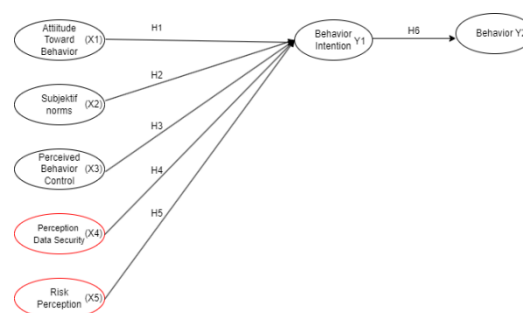 Attiitude
Toward (X1)
Behavior
H1
Behavior
Intention Y1
H6
Behavior Y2
H2
Subjektif
norms (X2)
H3
Perceived
Behavior (X3)
Control
H4
Perception
Data Security (X4)
H5
Risk
Perception (X5)